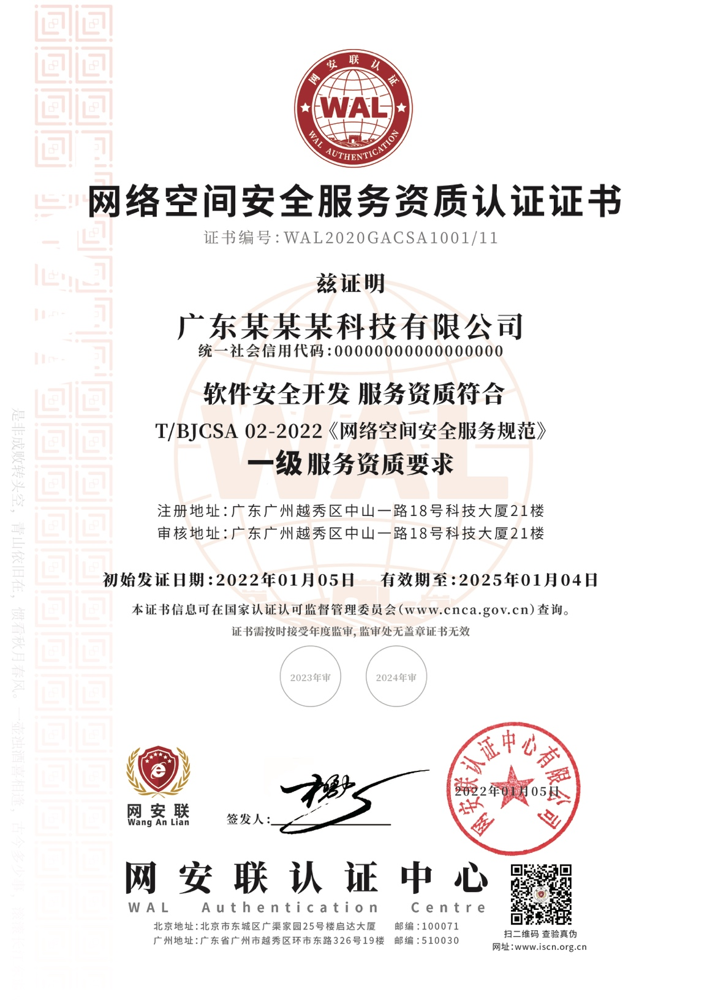 网安联认证
WAL
WAL AUTHENTICATION
网络空间安全服务资质认证证书
证书编号:WAL2020GACSA1001/11
兹证明
广东某某某科技有限公司
统一社会信用代码:00000000000000000
软件安全开发 服务资质符合
T/BJCSA 02-2022《网络空间安全服务规范》
一级 服务资质要求
WAL
注册地址:广东广州越秀区中山一路18号科技大厦21楼
审核地址:广东广州越秀区中山一路18号科技大厦21楼
初始发证日期:2022年01月05日 有效期至:2025年01月04日
本证书信息可在国家认证认可监督管理委员会(www.cnca.gov.cn)查询。
证书需按时接受年度监审,监审处无盖章证书无效
2023年审 2024年审
是非成败转头空，青山依旧在，惯看秋月春风。一壶浊酒喜相逢，古今多少事，
网安联
Wang An Lian
签发人:
网安联认证中心有限公司
2022年01月05日
网安联认证中心
WAL Authentication Centre
北京地址:北京市东城区广渠家园25号楼启达大厦 邮编:100071
广州地址:广东省广州市越秀区环市东路326号19楼 邮编:510030
扫二维码 查验真伪
网址:www.iscn.org.cn